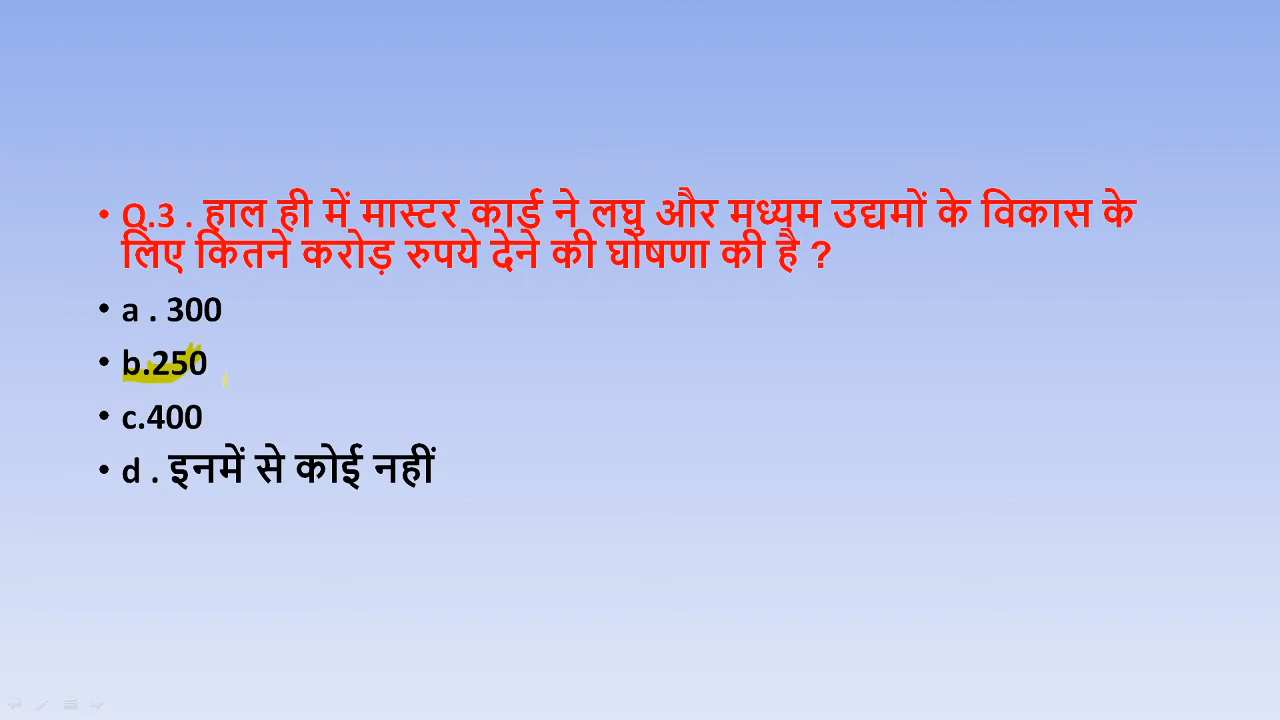 • Q.3 . हाल ही में मास्टर कार्ड ने लघु और मध्यम उद्यमों के विकास के
लिए कितने करोड़ रुपये देने की घोषणा की है ?
• a . 300
• b.250
• c.400
• d . इनमें से कोई नहीं